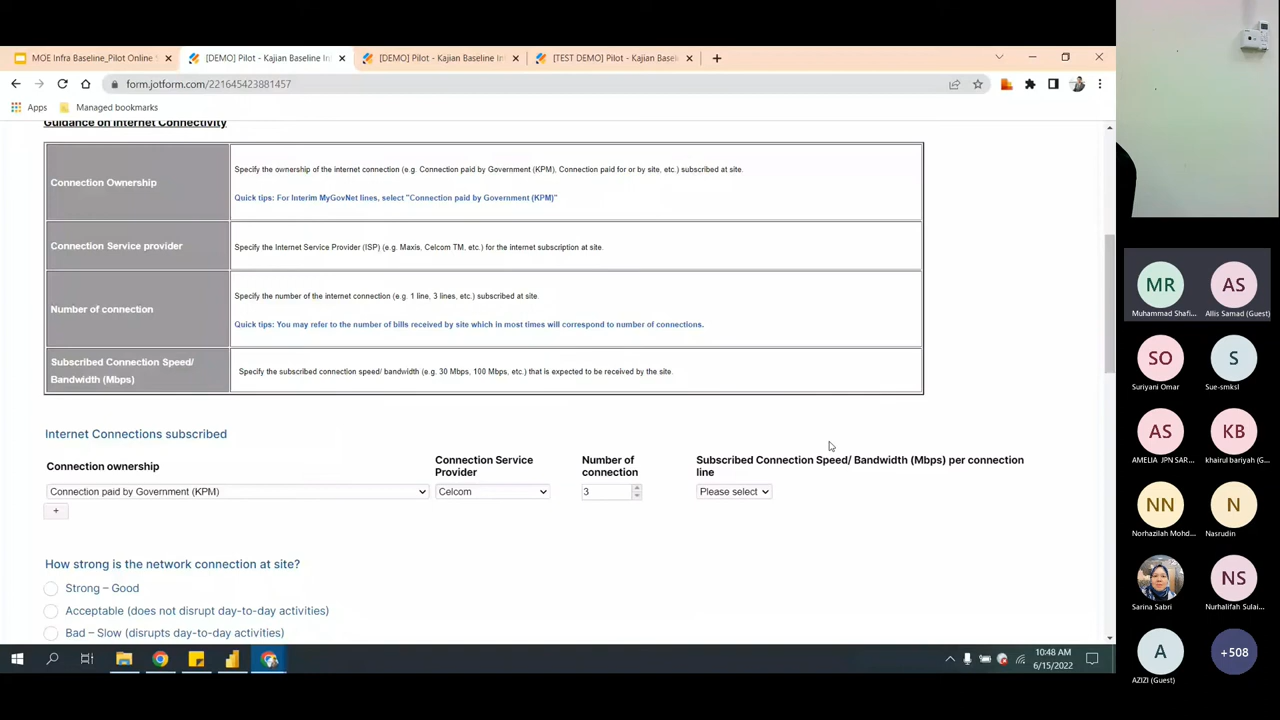 MOE Infra Baseline_Pilot Online
[DEMO] Pilot - Kajian Baseline In
[DEMO] Pilot - Kajian Baseline In
[TEST DEMO] Pilot - Kajian Basel
form.jotform.com/221645423881457
Apps
Managed bookmarks
Guidance on Internet Connectivity
Connection Ownership
Specify the ownership of the internet connection (e.g. Connection paid by Government (KPM), Connection paid for or by site, etc.) subscribed at site.
Quick tips: For Interim MyGovNet lines, select "Connection paid by Government (KPM)"
Connection Service provider
Specify the Internet Service Provider (ISP) (e.g. Maxis, Celcom TM, etc.) for the internet subscription at site.
Number of connection
Specify the number of the internet connection (e.g. 1 line, 3 lines, etc.) subscribed at site.
Quick tips: You may refer to the number of bills received by site which in most times will correspond to number of connections.
Subscribed Connection Speed/
Bandwidth (Mbps)
Specify the subscribed connection speed/ bandwidth (e.g. 30 Mbps, 100 Mbps, etc.) that is expected to be received by the site.
Internet Connections subscribed
Connection ownership
Connection Service
Provider
Number of
connection
Subscribed Connection Speed/ Bandwidth (Mbps) per connection
line
Connection paid by Government (KPM)
Celcom
3
Please select
+
How strong is the network connection at site?
Strong – Good
Acceptable (does not disrupt day-to-day activities)
Bad – Slow (disrupts day-to-day activities)
10:48 AM
6/15/2022
MR
Muhammad Shafi...
AS
Allis Samad (Guest)
SO
Suriyani Omar
S
Sue-smksl
AS
AMELIA JPN SAR...
KB
khairul bariyah (G...
NN
Norhazilah Mohd...
N
Nasrudin
Sarina Sabri
NS
Nurhalifah Sulai...
A
AZIZI (Guest)
+508